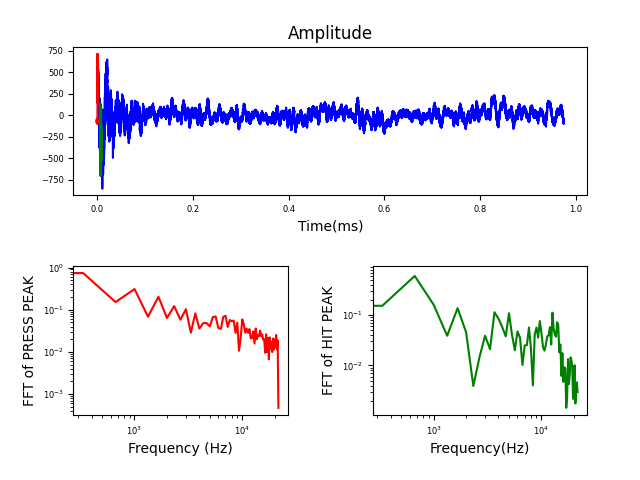 Amplitude
750
500
250
0
−250
−500
−750
0.0 0.2 0.4 0.6 0.8 1.0
Time(ms)
FFT of PRESS PEAK
10⁰
10⁻¹
10⁻²
10⁻³
10³ 10⁴
Frequency (Hz)
FFT of HIT PEAK
10⁻¹
10⁻²
10³ 10⁴
Frequency(Hz)